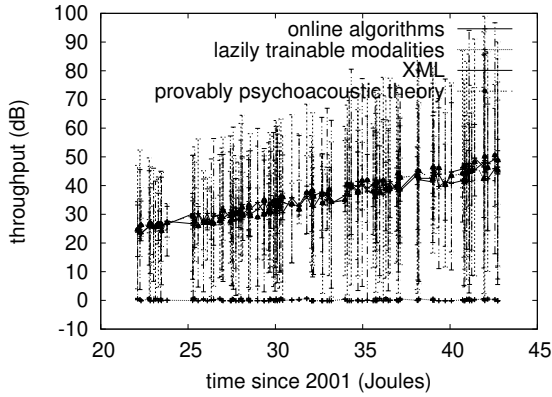 100
90
80
70
60
50
40
30
20
10
0
-10
20 25 30 35 40 45
throughput (dB)
time since 2001 (Joules)
online algorithms
lazily trainable modalities
XML
provably psychoacoustic theory